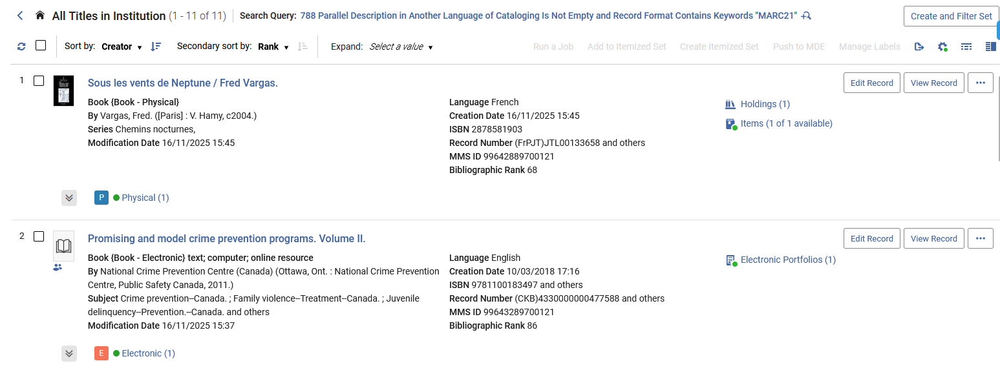 All Titles in Institution (1 - 11 of 11) Search Query: 788 Parallel Description in Another Language of Cataloging Is Not Empty and Record Format Contains Keywords "MARC21" Create and Filter Set
Sort by: Creator Secondary sort by: Rank Expand: Select a value Run a Job Add to Itemized Set Create Itemized Set Push to MDE Manage Labels
1 Sous les vents de Neptune / Fred Vargas. Edit Record View Record
Book {Book - Physical}
By Vargas, Fred. ([Paris] : V. Hamy, c2004.)
Series Chemins nocturnes,
Modification Date 16/11/2025 15:45
Language French
Creation Date 16/11/2025 15:45
ISBN 2878581903
Record Number (FrPJT)JTL00133658 and others
MMS ID 99642889700121
Bibliographic Rank 68
Holdings (1)
Items (1 of 1 available)
P Physical (1)
2 Promising and model crime prevention programs. Volume II. Edit Record View Record
Book {Book - Electronic} text; computer; online resource
By National Crime Prevention Centre (Canada) (Ottawa, Ont. : National Crime Prevention
Centre, Public Safety Canada, 2011.)
Subject Crime prevention--Canada. ; Family violence--Treatment--Canada. ; Juvenile
delinquency--Prevention.--Canada. and others
Modification Date 16/11/2025 15:37
Language English
Creation Date 10/03/2018 17:16
ISBN 9781100183497 and others
Record Number (CKB)4330000000477588 and others
MMS ID 99643289700121
Bibliographic Rank 86
Electronic Portfolios (1)
E Electronic (1)